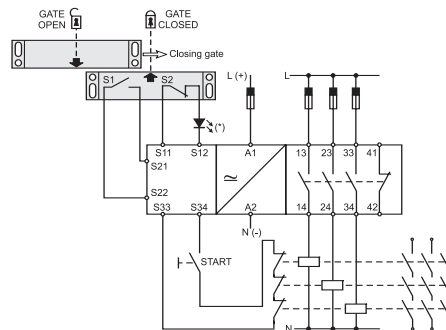 GATE OPEN
GATE CLOSED
Closing gate
S1 S2
L (+) L
(*)
S11 S12 A1 13 23 33 41
S21
S22
S33 S34 A2 14 24 34 42
N (-)
START
N